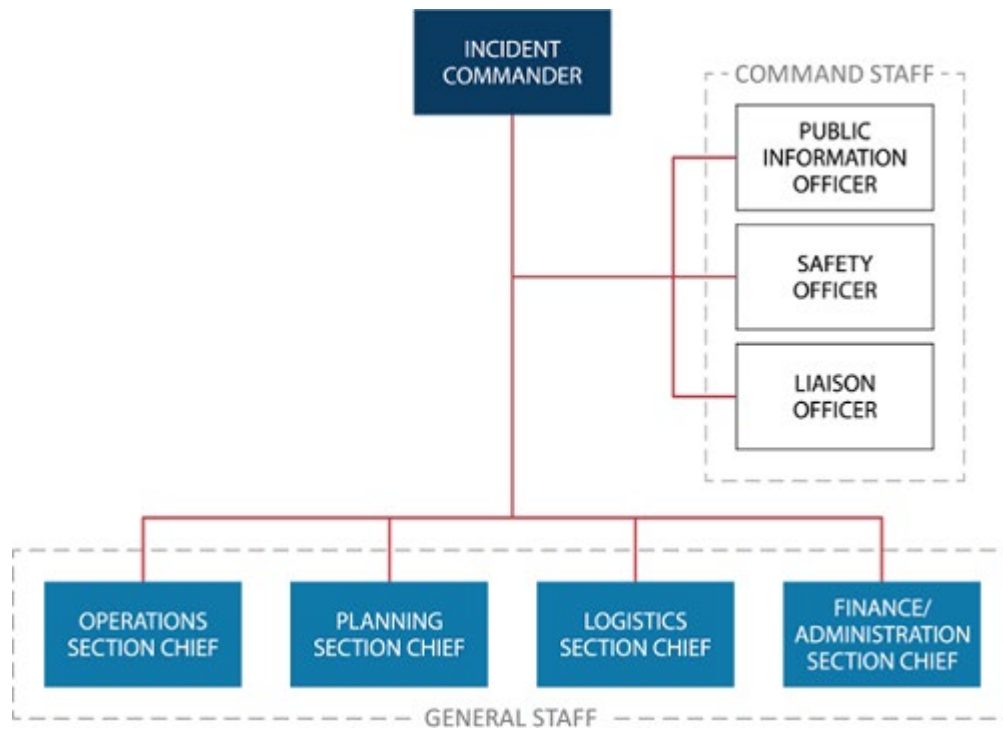 INCIDENT
COMMANDER
COMMAND STAFF
PUBLIC
INFORMATION
OFFICER
SAFETY
OFFICER
LIAISON
OFFICER
OPERATIONS
SECTION CHIEF
PLANNING
SECTION CHIEF
LOGISTICS
SECTION CHIEF
FINANCE/
ADMINISTRATION
SECTION CHIEF
GENERAL STAFF